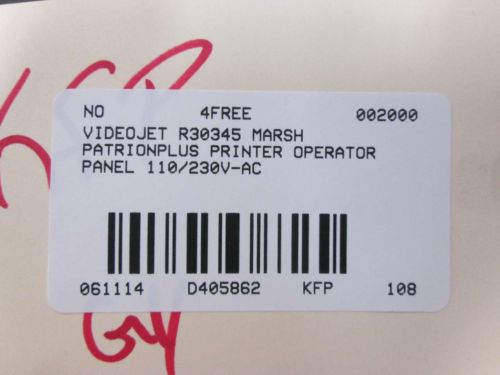 NO 4FREE 002000
VIDEOJET R30345 MARSH
PATRIONPLUS PRINTER OPERATOR
PANEL 110/230V-AC
061114 D405862 KFP 108